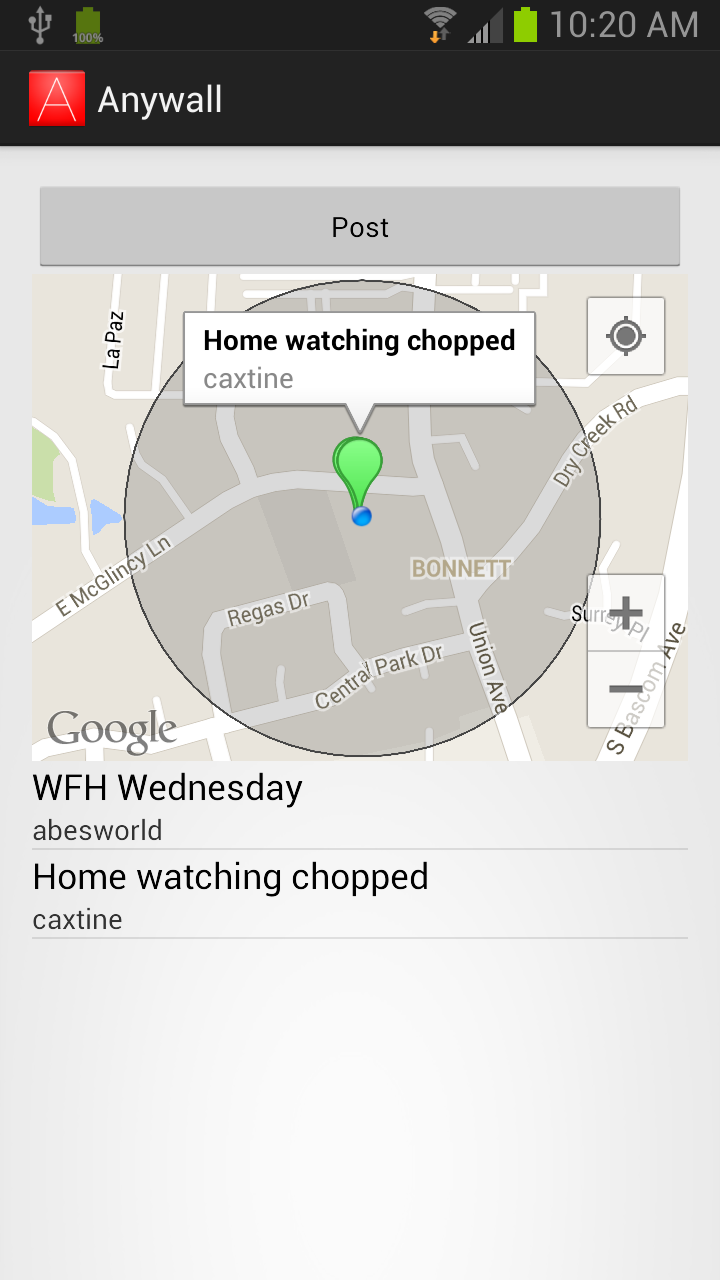 100%
10:20 AM
A Anywall
Post
La Paz
Home watching chopped
caxtine
Dry Creek Rd
E McGlincy Ln
BONNETT
Regas Dr
Surrey Pl
Central Park Dr
Union Ave
S Bascom Ave
Google
WFH Wednesday
abesworld
Home watching chopped
caxtine